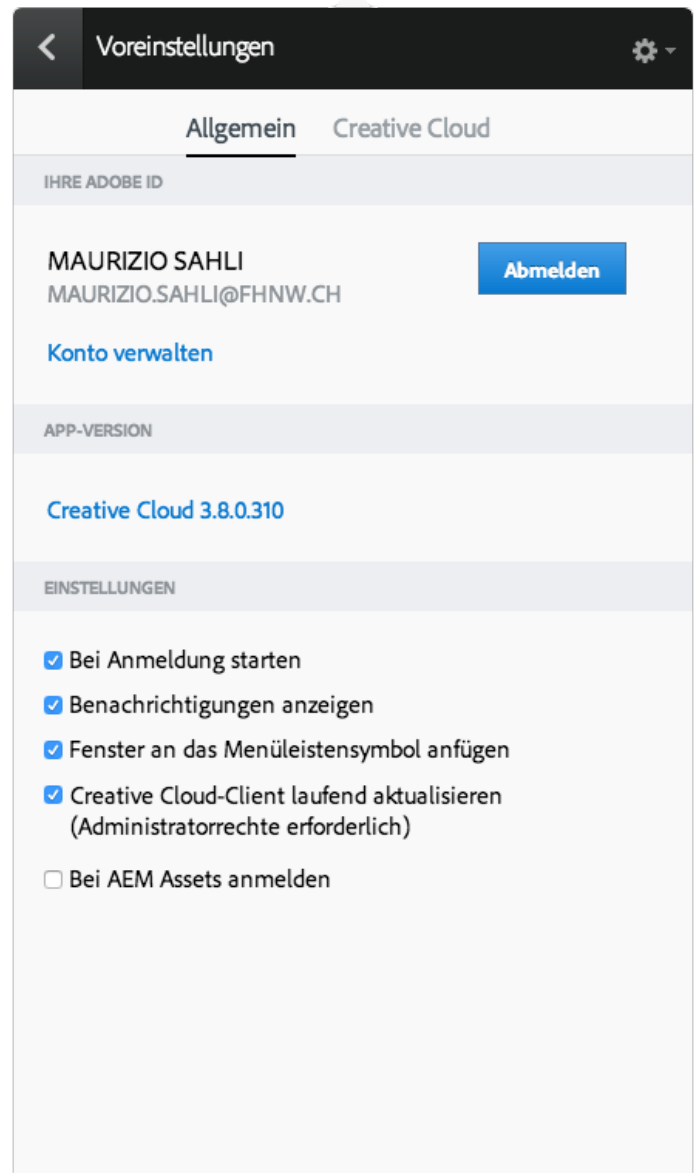 Voreinstellungen
Allgemein Creative Cloud
IHRE ADOBE ID
MAURIZIO SAHLI
Abmelden
MAURIZIO.SAHLI@FHNW.CH
Konto verwalten
APP-VERSION
Creative Cloud 3.8.0.310
EINSTELLUNGEN
Bei Anmeldung starten
Benachrichtigungen anzeigen
Fenster an das Menüleistensymbol anfügen
Creative Cloud-Client laufend aktualisieren
(Administratorrechte erforderlich)
Bei AEM Assets anmelden